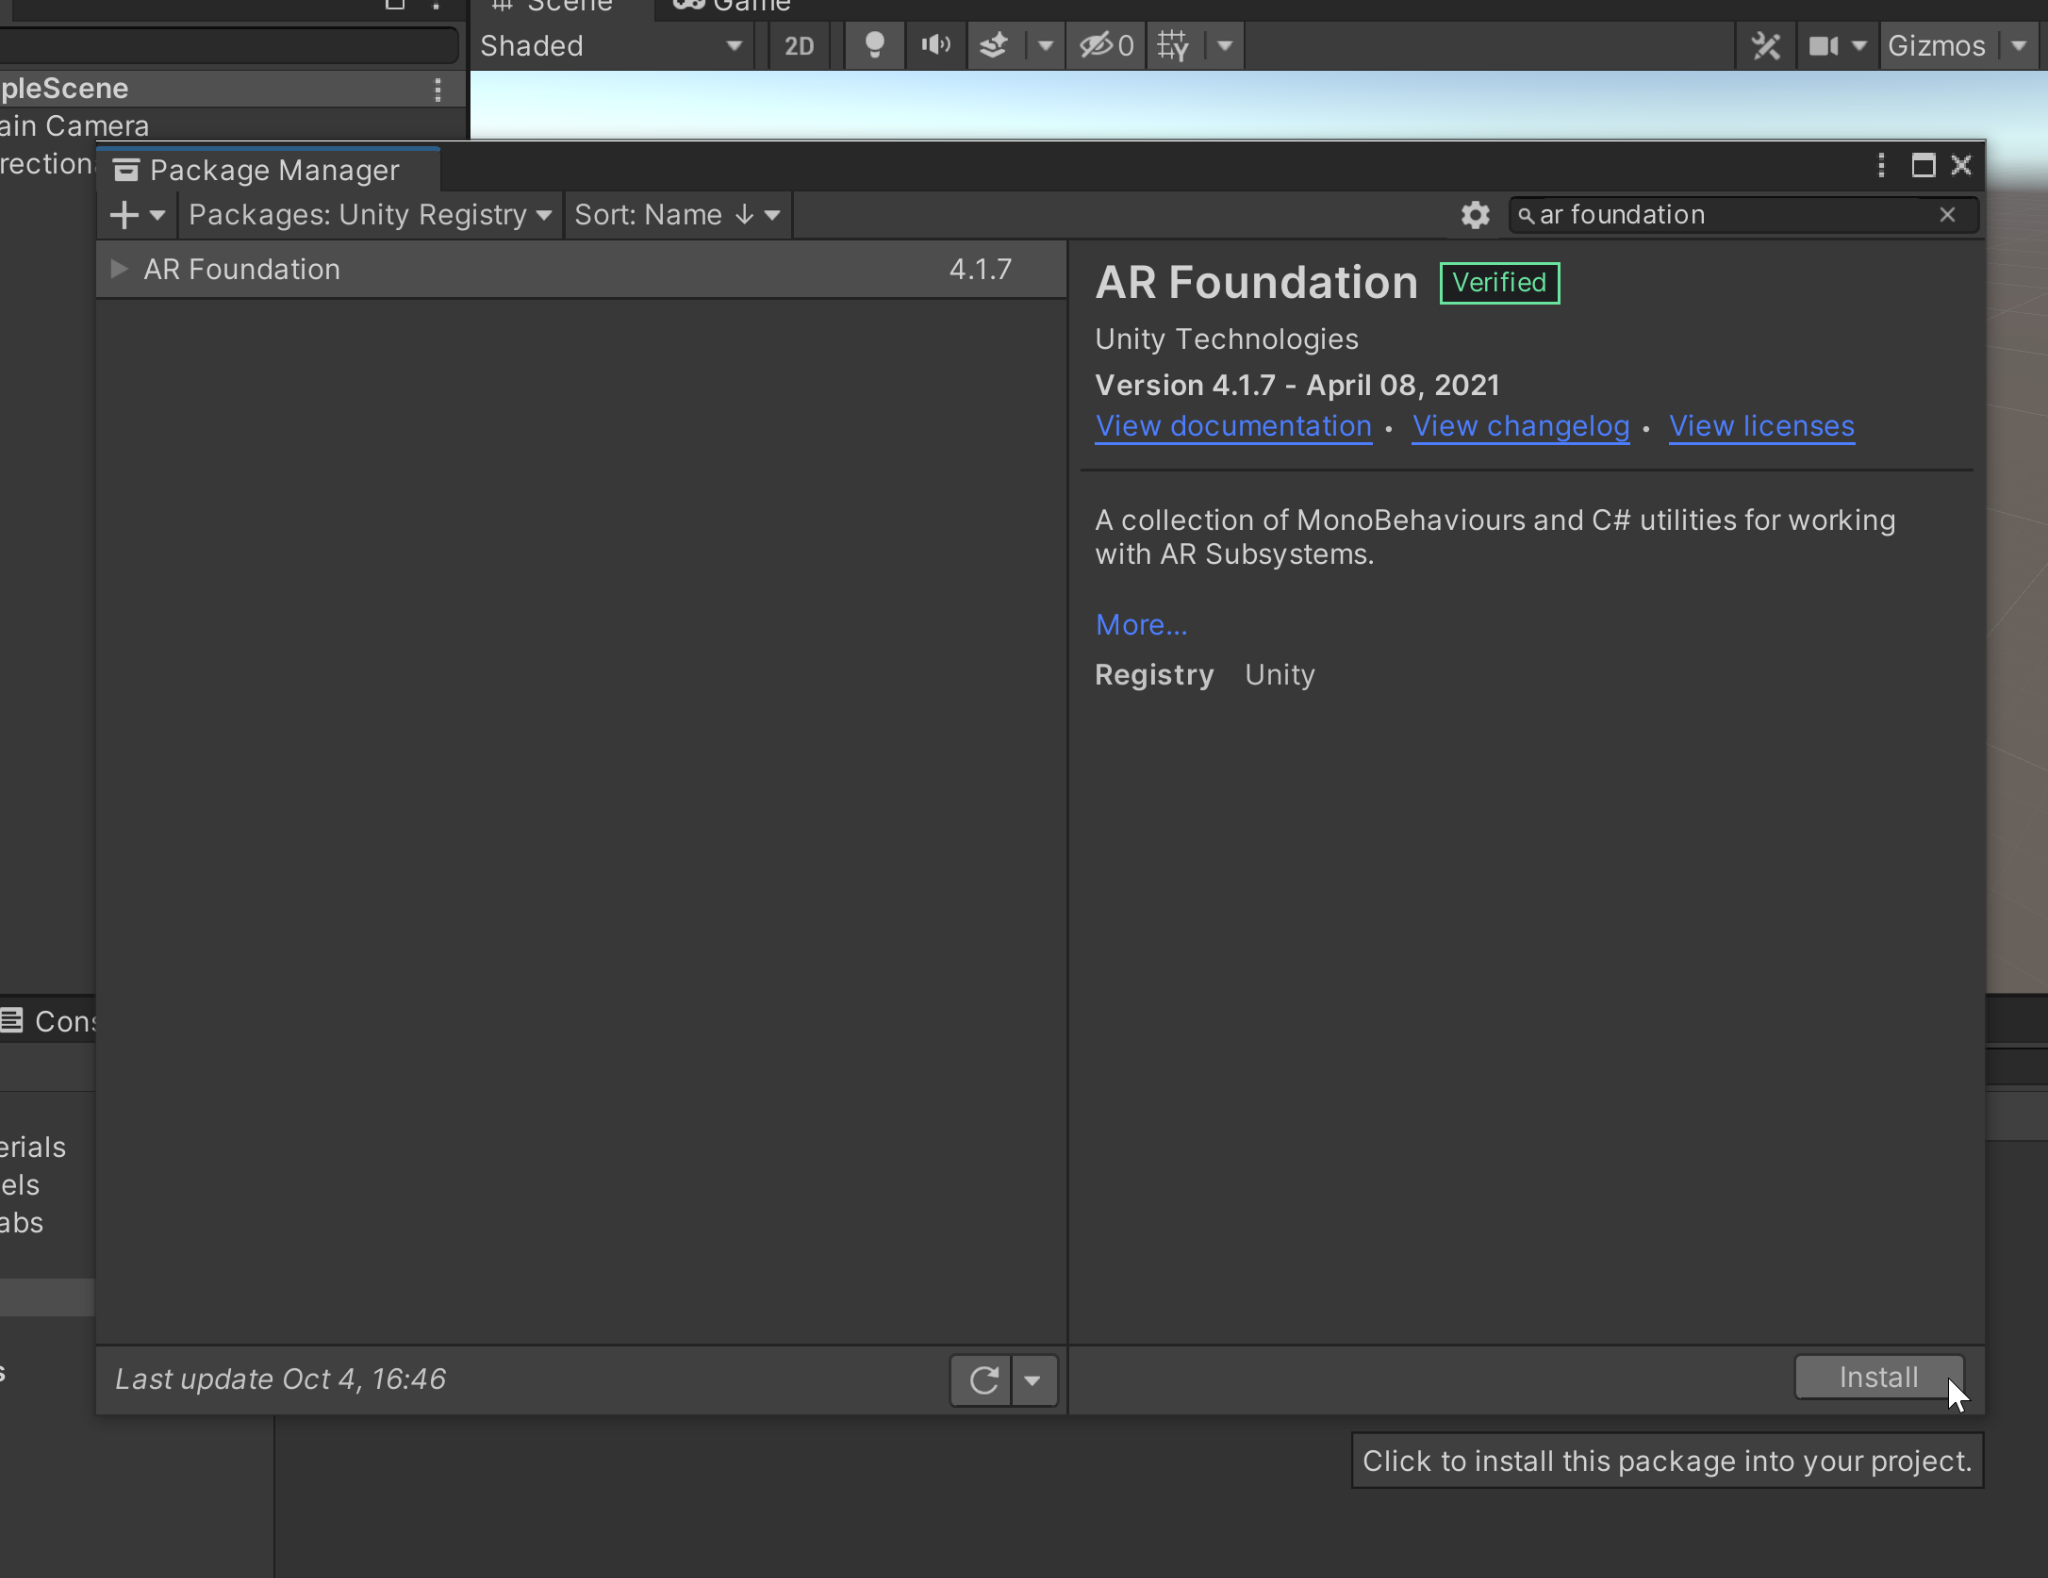 Scene Game
Shaded 2D 0 Gizmos
pleScene
ain Camera
rectiona
Package Manager
Packages: Unity Registry Sort: Name ↓ ar foundation
AR Foundation 4.1.7
AR Foundation Verified
Unity Technologies
Version 4.1.7 - April 08, 2021
View documentation • View changelog • View licenses
A collection of MonoBehaviours and C# utilities for working
with AR Subsystems.
More...
Registry Unity
Cons
erials
els
abs
s
Last update Oct 4, 16:46
Install
Click to install this package into your project.